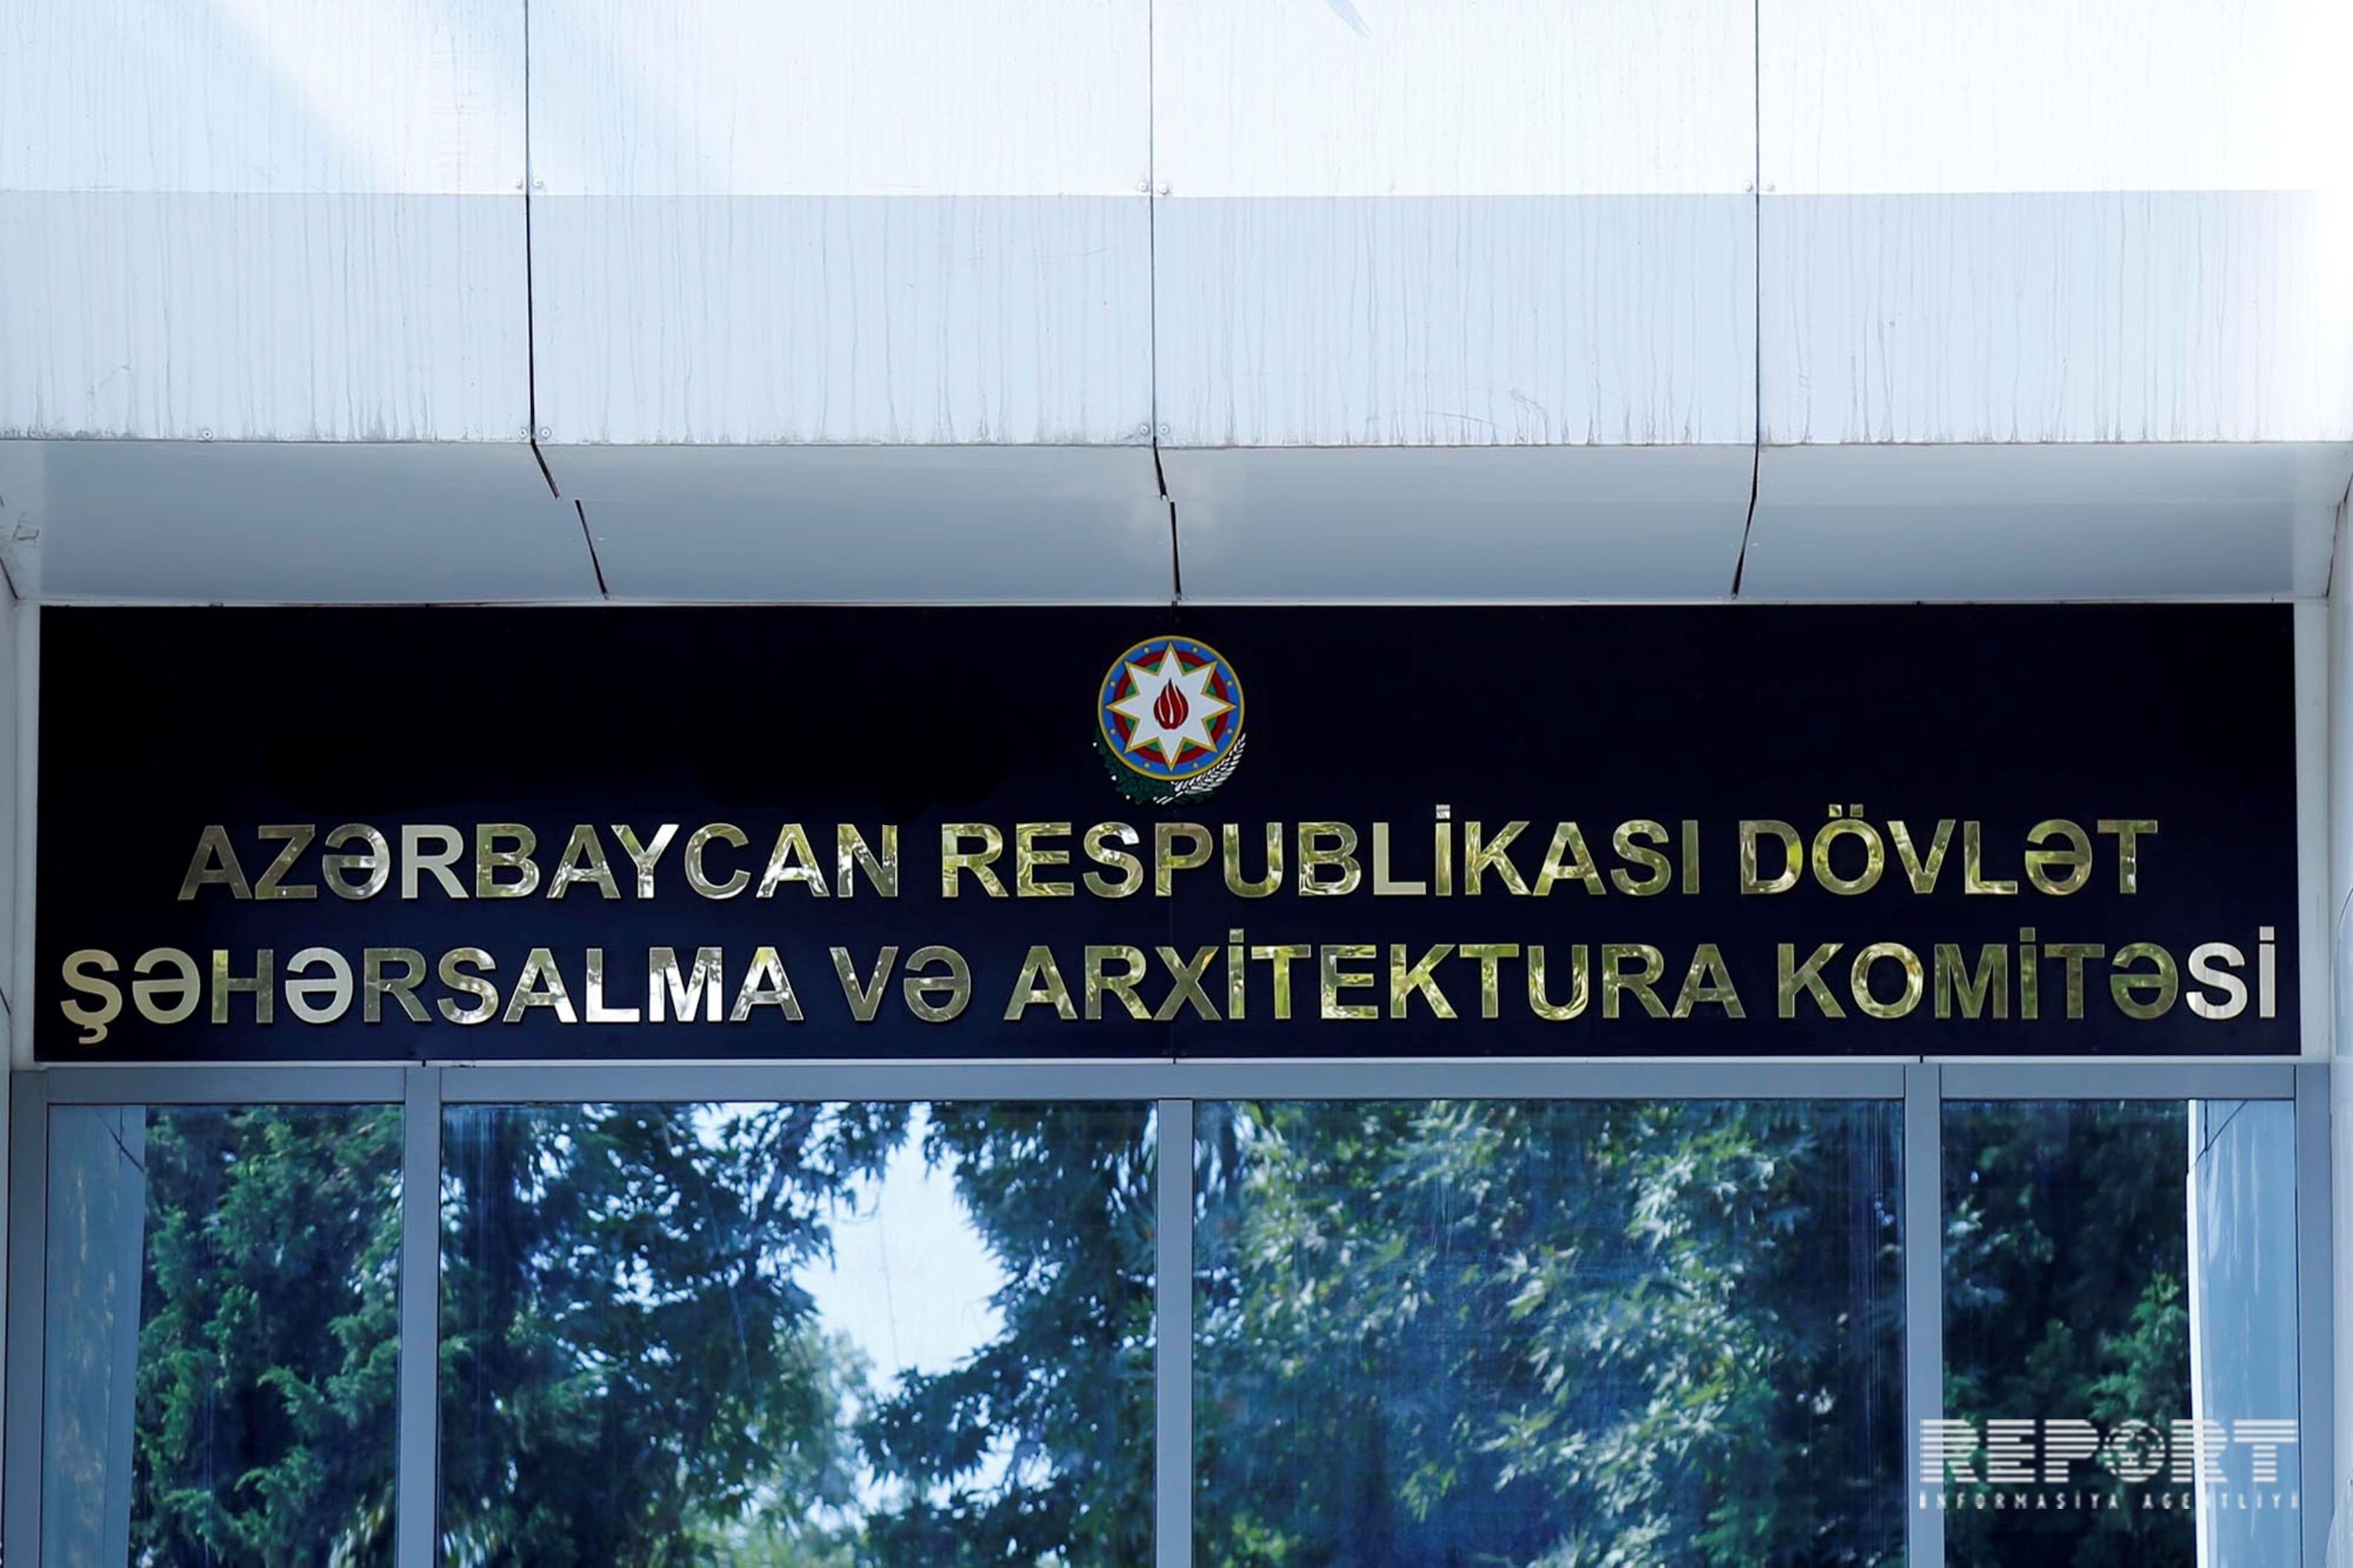 AZƏRBAYCAN RESPUBLİKASI DÖVLƏT
ŞƏHƏRSALMA VƏ ARXİTEKTURA KOMİTƏSİ
REPORT
İNFORMASİYA AGENTLİYİ